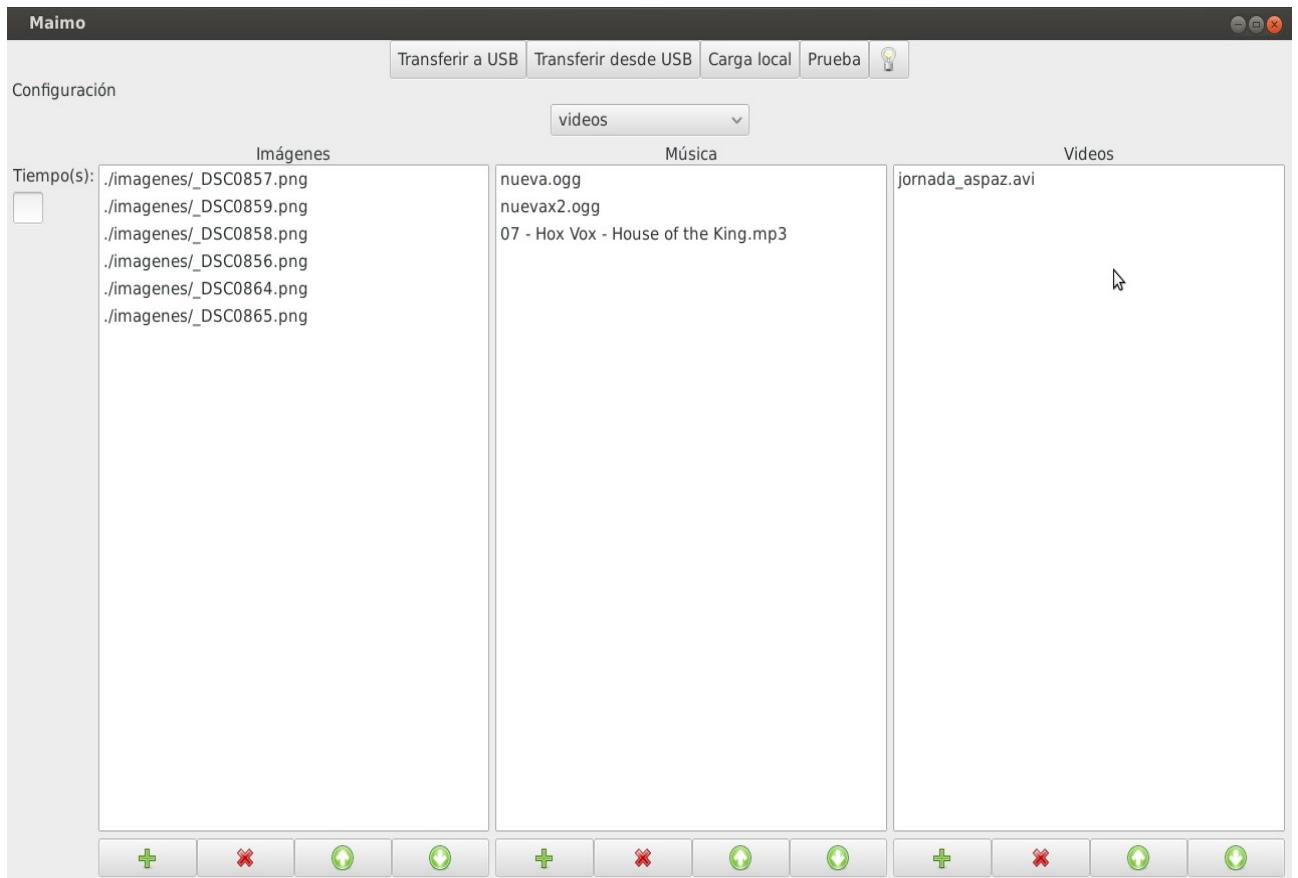 Maimo
Transferir a USB Transferir desde USB Carga local Prueba
Configuración
videos
Imágenes Música Videos
Tiempo(s):
./imagenes/_DSC0857.png nueva.ogg jornada_aspaz.avi
./imagenes/_DSC0859.png nuevax2.ogg
./imagenes/_DSC0858.png 07 - Hox Vox - House of the King.mp3
./imagenes/_DSC0856.png
./imagenes/_DSC0864.png
./imagenes/_DSC0865.png